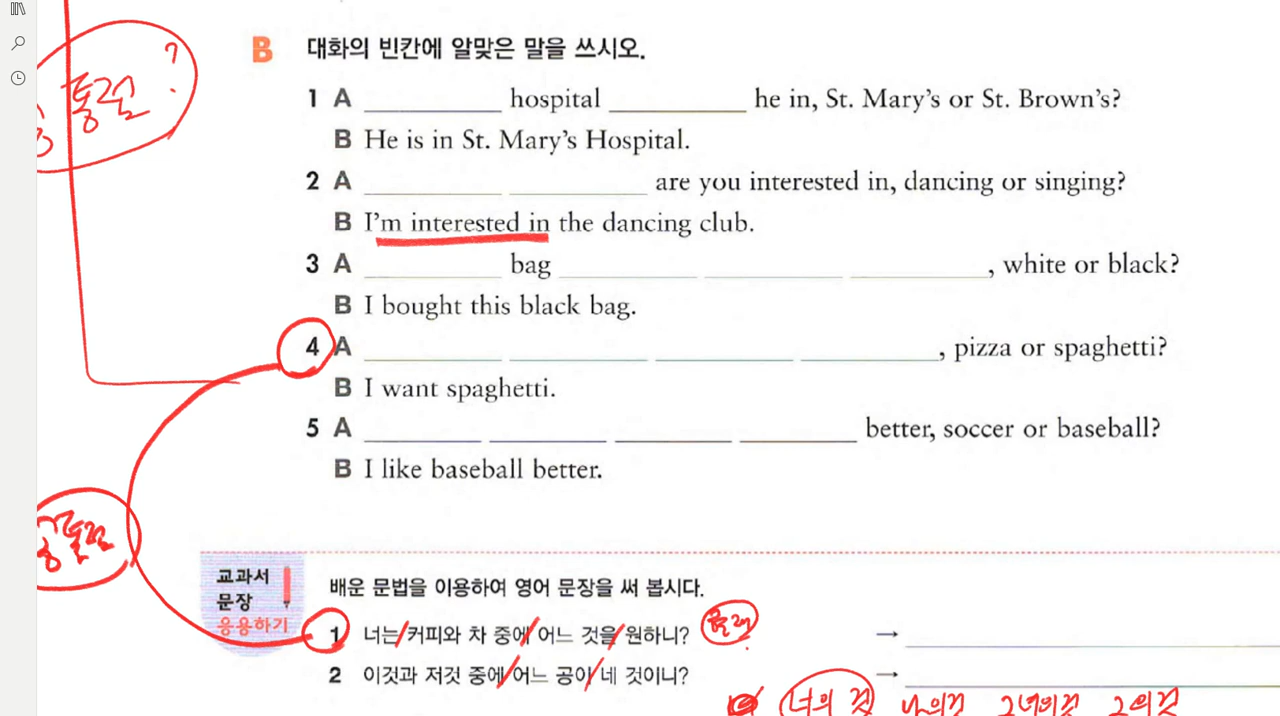 B 대화의 빈칸에 알맞은 말을 쓰시오.
1 A ________ hospital ________ he in, St. Mary's or St. Brown's?
B He is in St. Mary's Hospital.
2 A ________ ________ are you interested in, dancing or singing?
B I'm interested in the dancing club.
3 A ________ bag ________ ________ ________, white or black?
B I bought this black bag.
4 A ________ ________ ________ ________, pizza or spaghetti?
B I want spaghetti.
5 A ________ ________ ________ ________ better, soccer or baseball?
B I like baseball better.
교과서
문장
응용하기
배운 문법을 이용하여 영어 문장을 써 봅시다.
1 너는/커피와 차 중에/어느 것을/원하니? →
2 이것과 저것 중에/어느 공이/네 것이니? →
너의 것 나의것 그녀의것 그의것